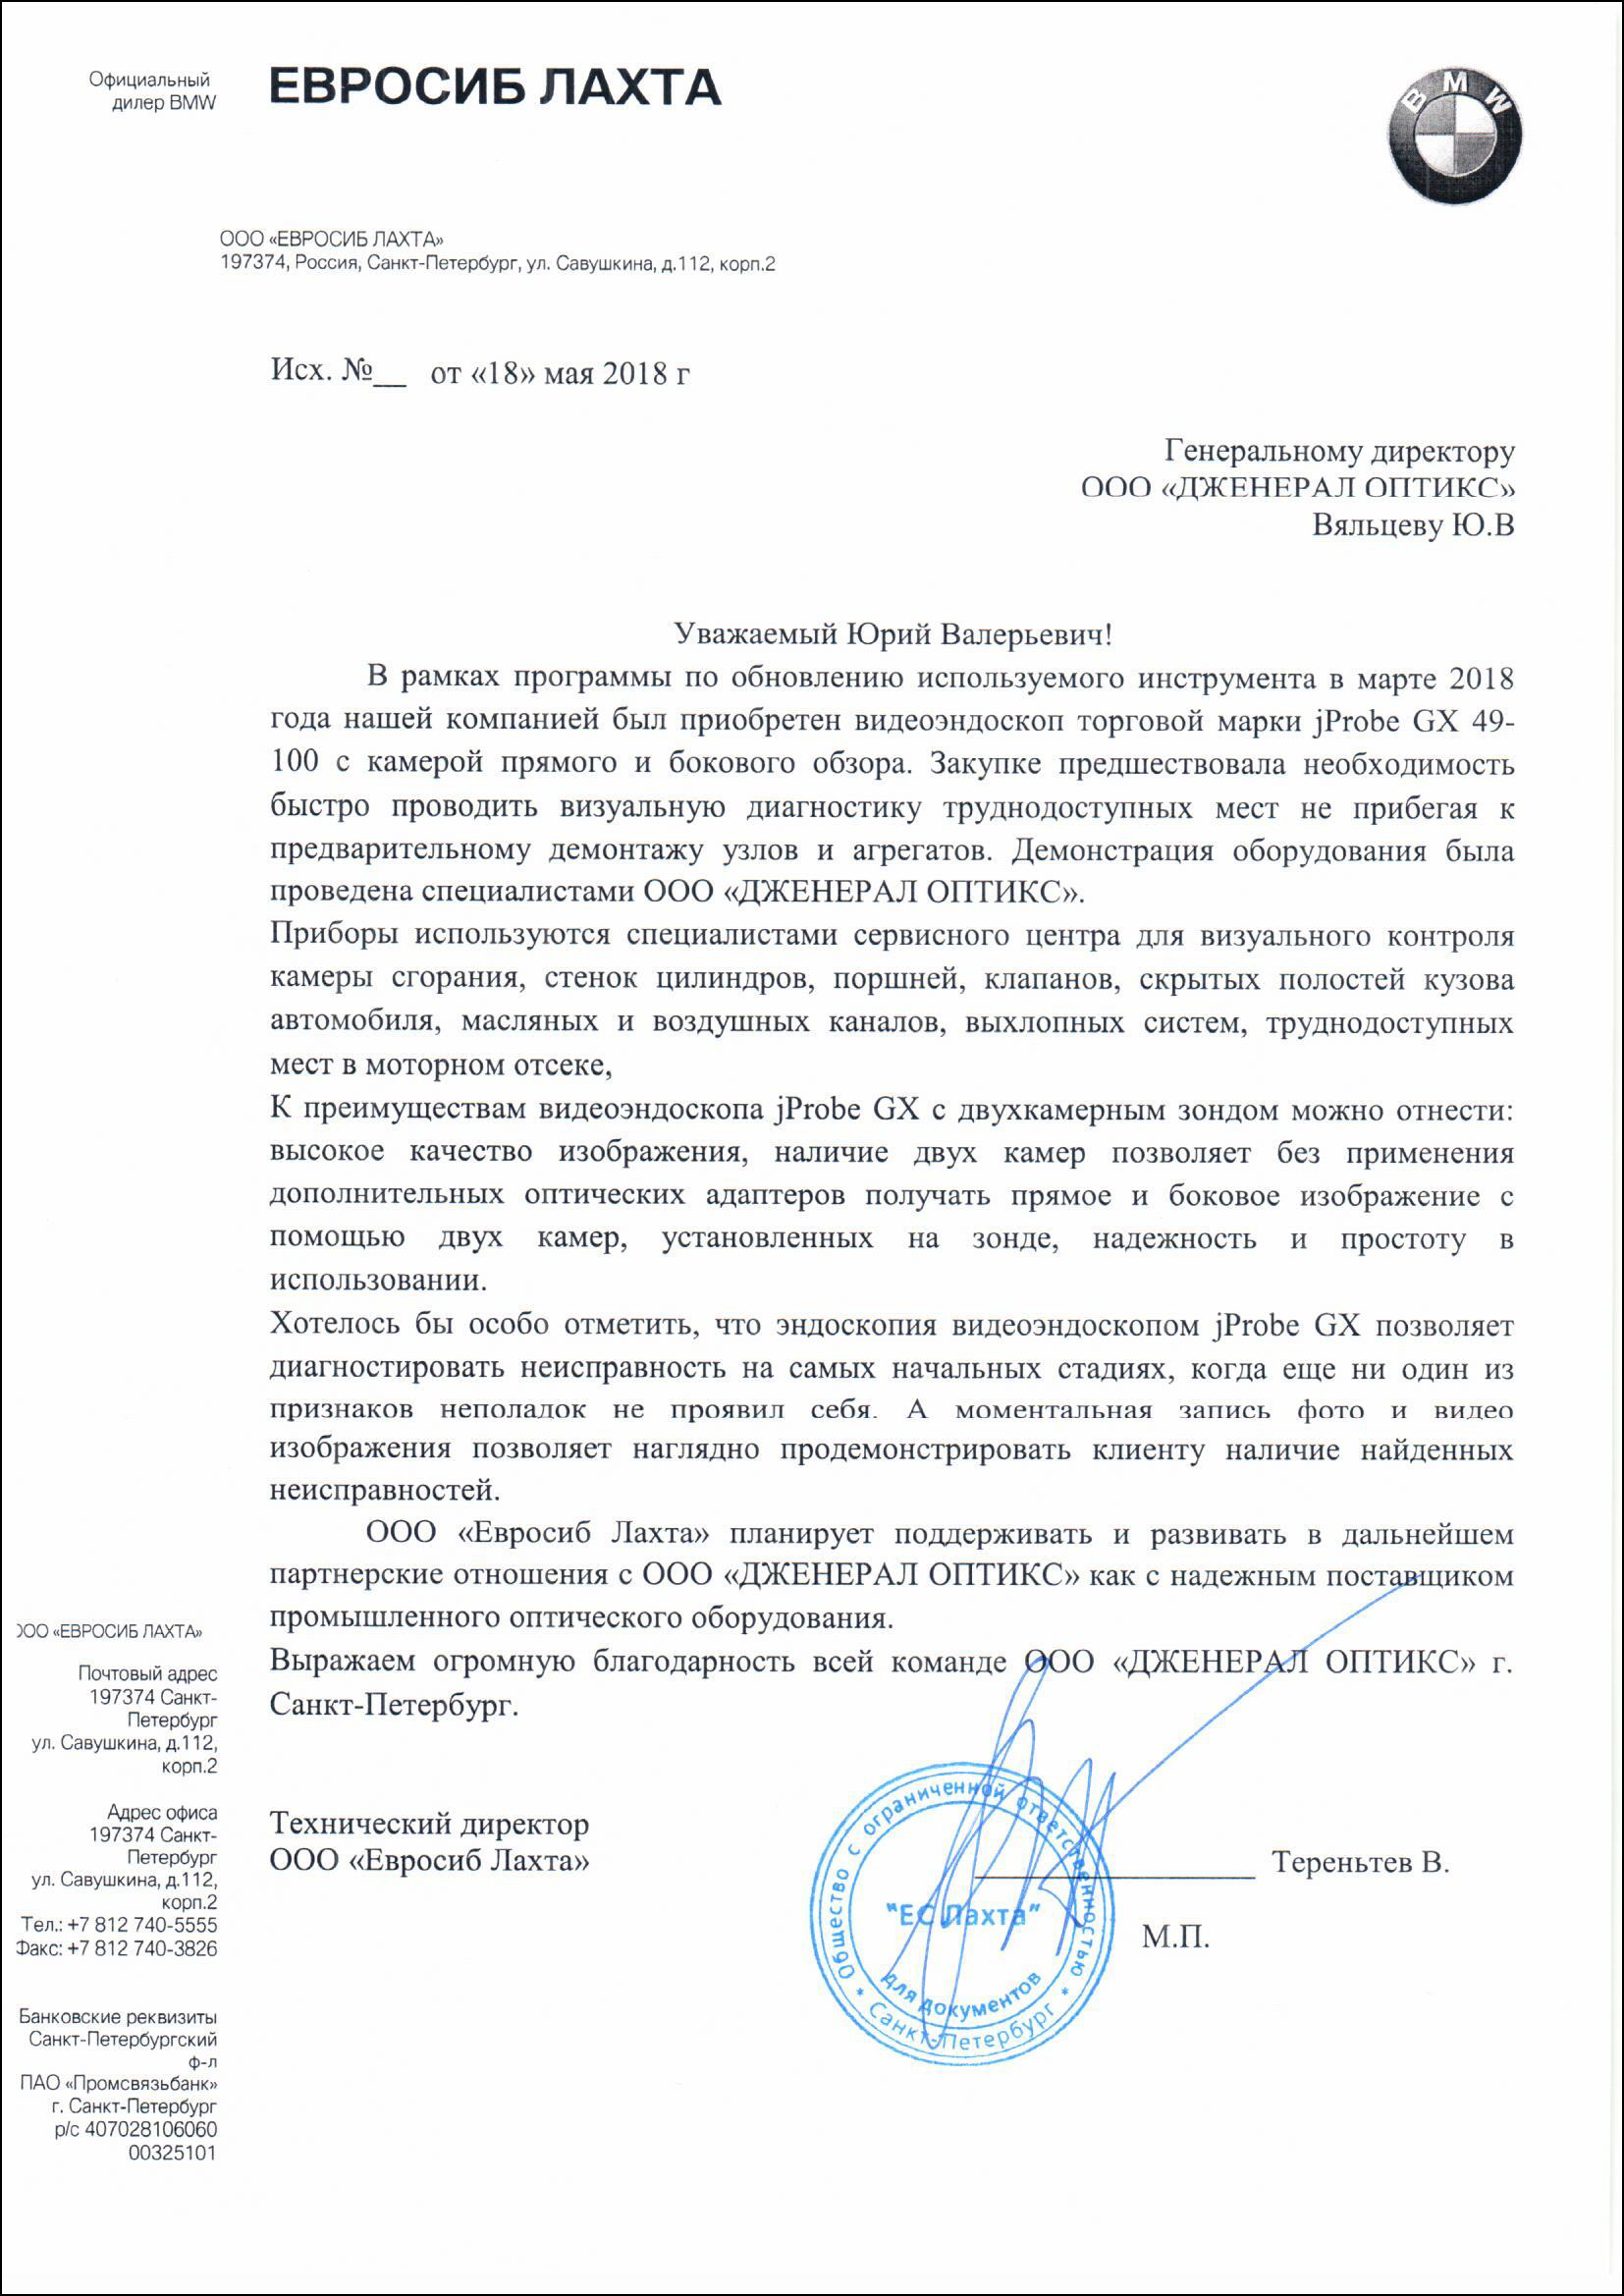 Официальный
дилер BMW
ЕВРОСИБ ЛАХТА
BMW
ООО «ЕВРОСИБ ЛАХТА»
197374, Россия, Санкт-Петербург, ул. Савушкина, д.112, корп.2
Исх. №__ от «18» мая 2018 г
Генеральному директору
ООО «ДЖЕНЕРАЛ ОПТИКС»
Вяльцеву Ю.В
Уважаемый Юрий Валерьевич!
В рамках программы по обновлению используемого инструмента в марте 2018
года нашей компанией был приобретен видеоэндоскоп торговой марки jProbe GX 49-
100 с камерой прямого и бокового обзора. Закупке предшествовала необходимость
быстро проводить визуальную диагностику труднодоступных мест не прибегая к
предварительному демонтажу узлов и агрегатов. Демонстрация оборудования была
проведена специалистами ООО «ДЖЕНЕРАЛ ОПТИКС».
Приборы используются специалистами сервисного центра для визуального контроля
камеры сгорания, стенок цилиндров, поршней, клапанов, скрытых полостей кузова
автомобиля, масляных и воздушных каналов, выхлопных систем, труднодоступных
мест в моторном отсеке,
К преимуществам видеоэндоскопа jProbe GX с двухкамерным зондом можно отнести:
высокое качество изображения, наличие двух камер позволяет без применения
дополнительных оптических адаптеров получать прямое и боковое изображение с
помощью двух камер, установленных на зонде, надежность и простоту в
использовании.
Хотелось бы особо отметить, что эндоскопия видеоэндоскопом jProbe GX позволяет
диагностировать неисправность на самых начальных стадиях, когда еще ни один из
признаков неполадок не проявил себя. А моментальная запись фото и видео
изображения позволяет наглядно продемонстрировать клиенту наличие найденных
неисправностей.
ООО «Евросиб Лахта» планирует поддерживать и развивать в дальнейшем
партнерские отношения с ООО «ДЖЕНЕРАЛ ОПТИКС» как с надежным поставщиком
промышленного оптического оборудования.
Выражаем огромную благодарность всей команде ООО «ДЖЕНЕРАЛ ОПТИКС» г.
Санкт-Петербург.
Технический директор
ООО «Евросиб Лахта»
Тереньтев В.
М.П.
Общество с ограниченной ответственностью
"ЕС Лахта"
для документов
* Санкт-Петербург *
ООО «ЕВРОСИБ ЛАХТА»
Почтовый адрес
197374 Санкт-
Петербург
ул. Савушкина, д.112,
корп.2
Адрес офиса
197374 Санкт-
Петербург
ул. Савушкина, д.112,
корп.2
Тел.: +7 812 740-5555
Факс: +7 812 740-3826
Банковские реквизиты
Санкт-Петербургский
ф-л
ПАО «Промсвязьбанк»
г. Санкт-Петербург
р/с 407028106060
00325101